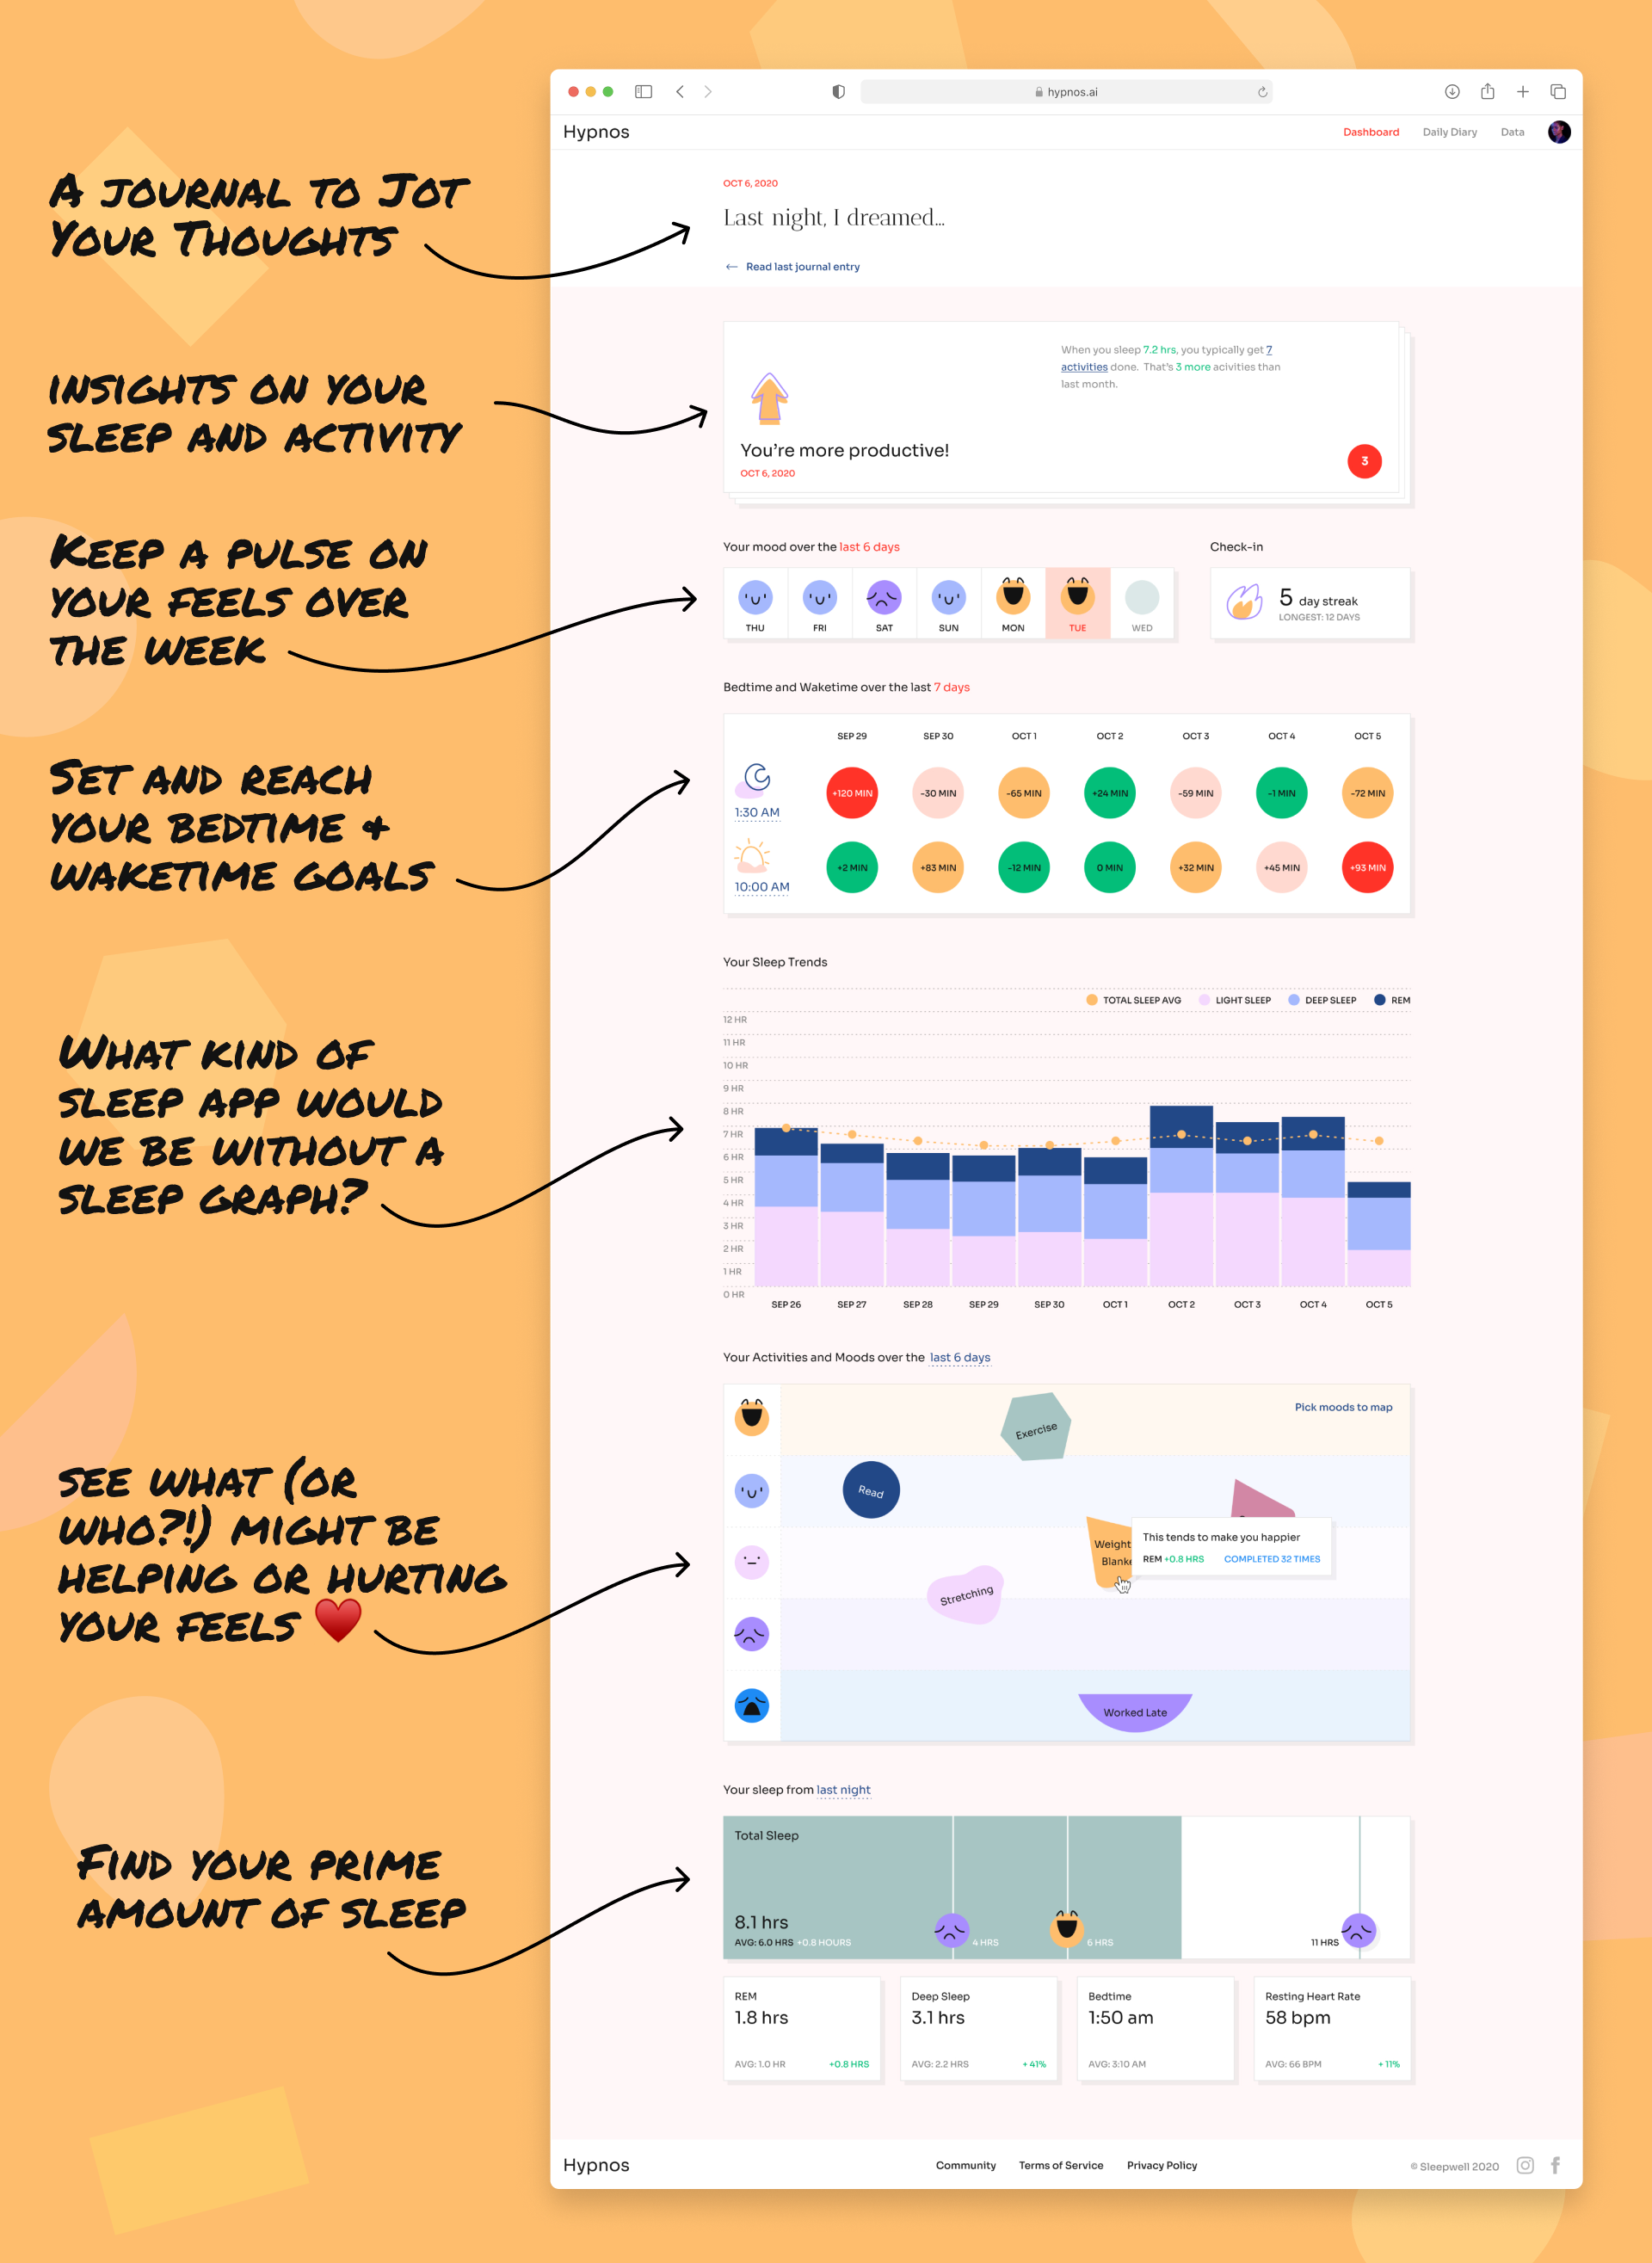 A JOURNAL TO JOT
YOUR THOUGHTS
INSIGHTS ON YOUR
SLEEP AND ACTIVITY
KEEP A PULSE ON
YOUR FEELS OVER
THE WEEK
SET AND REACH
YOUR BEDTIME &
WAKETIME GOALS
WHAT KIND OF
SLEEP APP WOULD
WE BE WITHOUT A
SLEEP GRAPH?
SEE WHAT (OR
WHO?!) MIGHT BE
HELPING OR HURTING
YOUR FEELS ♥
FIND YOUR PRIME
AMOUNT OF SLEEP
hypnos.ai
Hypnos
Dashboard Daily Diary Data
OCT 6, 2020
Last night, I dreamed...
← Read last journal entry
When you sleep 7.2 hrs, you typically get 7
activities done. That's 3 more acivities than
last month.
You're more productive!
OCT 6, 2020
3
Your mood over the last 6 days
THU FRI SAT SUN MON TUE WED
Check-in
5 day streak
LONGEST: 12 DAYS
Bedtime and Waketime over the last 7 days
SEP 29 SEP 30 OCT 1 OCT 2 OCT 3 OCT 4 OCT 5
+120 MIN -30 MIN -65 MIN +24 MIN -59 MIN -1 MIN -72 MIN
1:30 AM
+2 MIN +83 MIN -12 MIN 0 MIN +32 MIN +45 MIN +93 MIN
10:00 AM
Your Sleep Trends
TOTAL SLEEP AVG LIGHT SLEEP DEEP SLEEP REM
12 HR
11 HR
10 HR
9 HR
8 HR
7 HR
6 HR
5 HR
4 HR
3 HR
2 HR
1 HR
0 HR
SEP 26 SEP 27 SEP 28 SEP 29 SEP 30 OCT 1 OCT 2 OCT 3 OCT 4 OCT 5
Your Activities and Moods over the last 6 days
Pick moods to map
Exercise
Read
Weight
Blanke
This tends to make you happier
REM +0.8 HRS COMPLETED 32 TIMES
Stretching
Worked Late
Your sleep from last night
Total Sleep
8.1 hrs
AVG: 6.0 HRS +0.8 HOURS
4 HRS
6 HRS
11 HRS
REM
1.8 hrs
AVG: 1.0 HR +0.8 HRS
Deep Sleep
3.1 hrs
AVG: 2.2 HRS + 41%
Bedtime
1:50 am
AVG: 3:10 AM
Resting Heart Rate
58 bpm
AVG: 66 BPM + 11%
Hypnos
Community Terms of Service Privacy Policy
© Sleepwell 2020